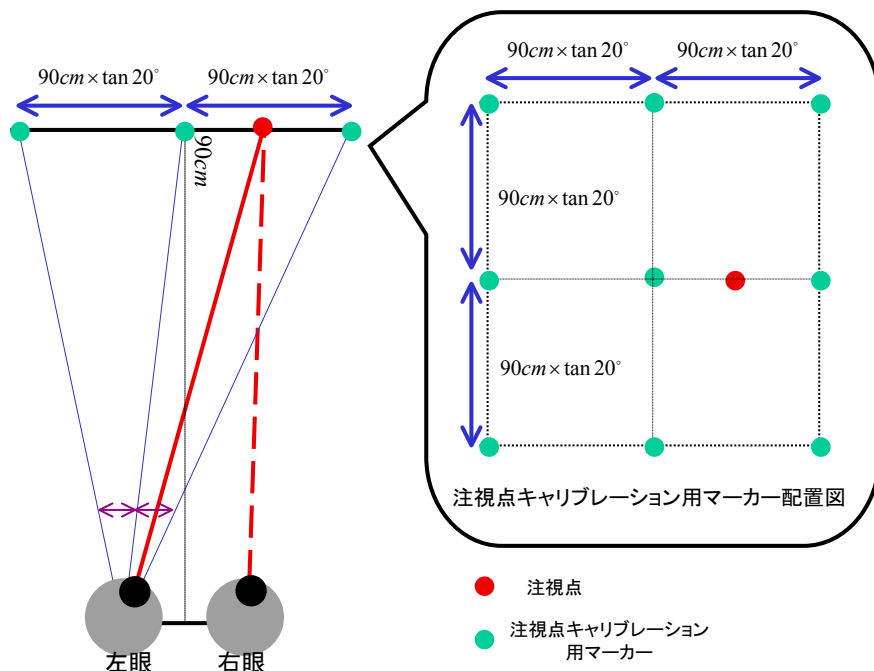 90cm×tan 20°
90cm×tan 20°
90cm
左眼
右眼
90cm×tan 20°
90cm×tan 20°
90cm×tan 20°
90cm×tan 20°
注視点キャリブレーション用マーカー配置図
注視点
注視点キャリブレーション
用マーカー